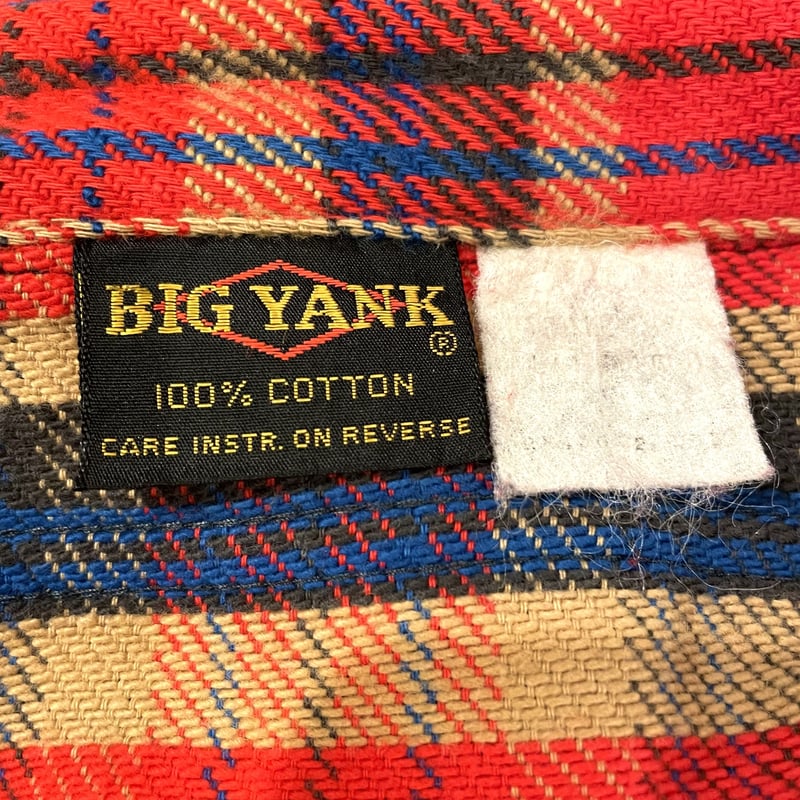 BIG YANK
®
100% COTTON
CARE INSTR. ON REVERSE